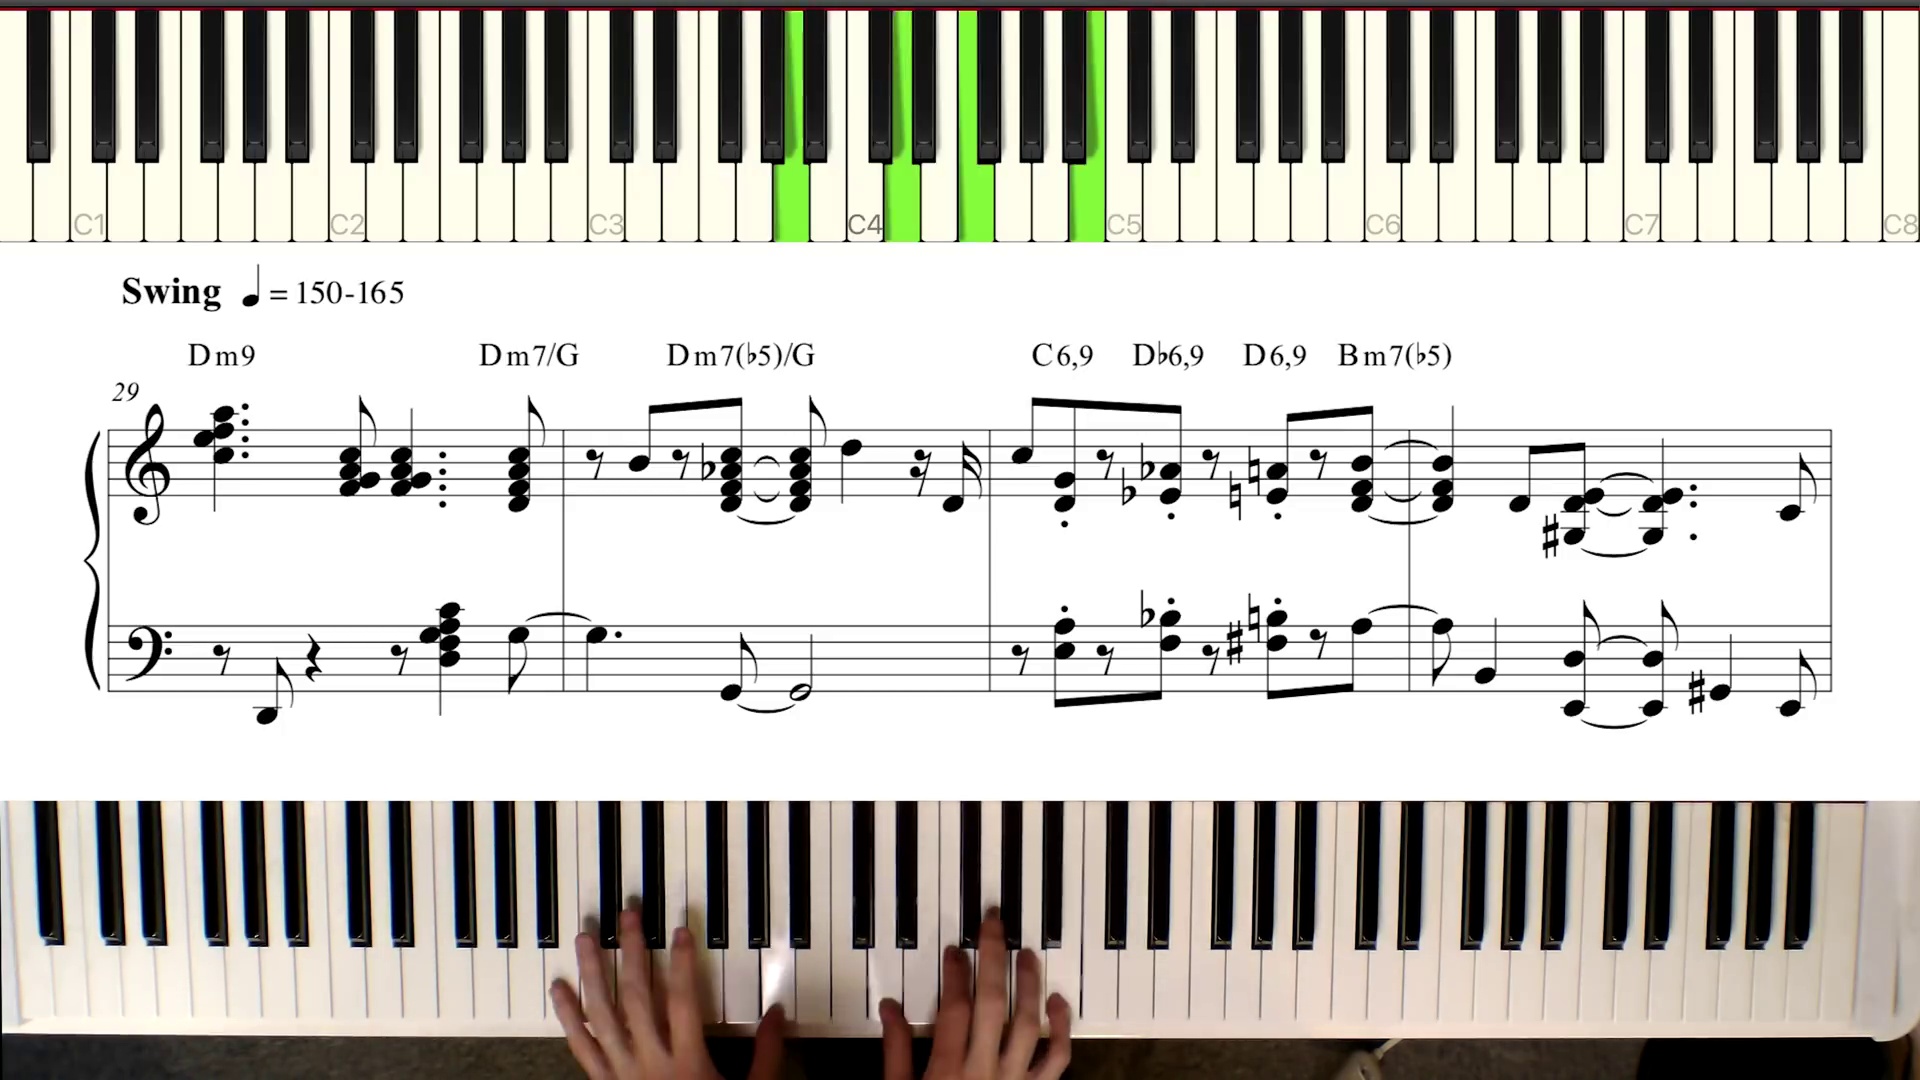 C1 C2 C3 C4 C5 C6 C7 C8
Swing ♩ = 150-165
Dm9 Dm7/G Dm7(♭5)/G C6,9 D♭6,9 D6,9 Bm7(♭5)
29